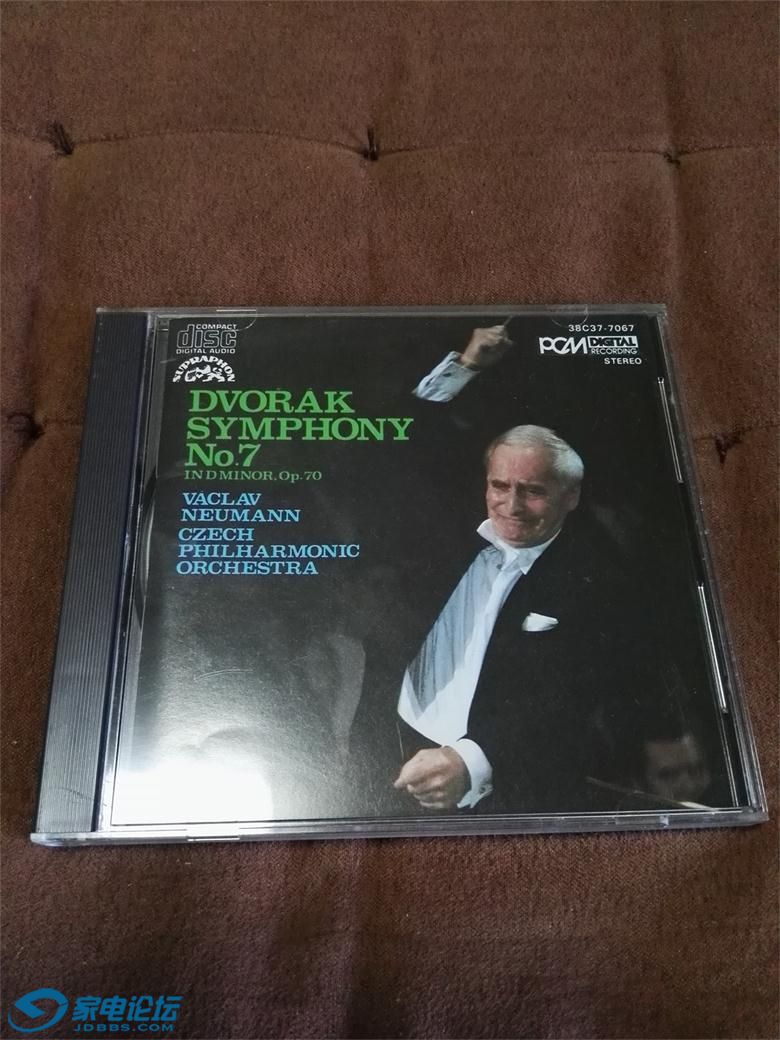 COMPACT
disc
DIGITAL AUDIO
SUPRAPHON
38C37-7067
PCM DIGITAL
RECORDING
STEREO
DVOŘÁK
SYMPHONY
No.7
IN D MINOR, Op.70
VACLAV
NEUMANN
CZECH
PHILHARMONIC
ORCHESTRA
家电论坛
JDBBS.COM